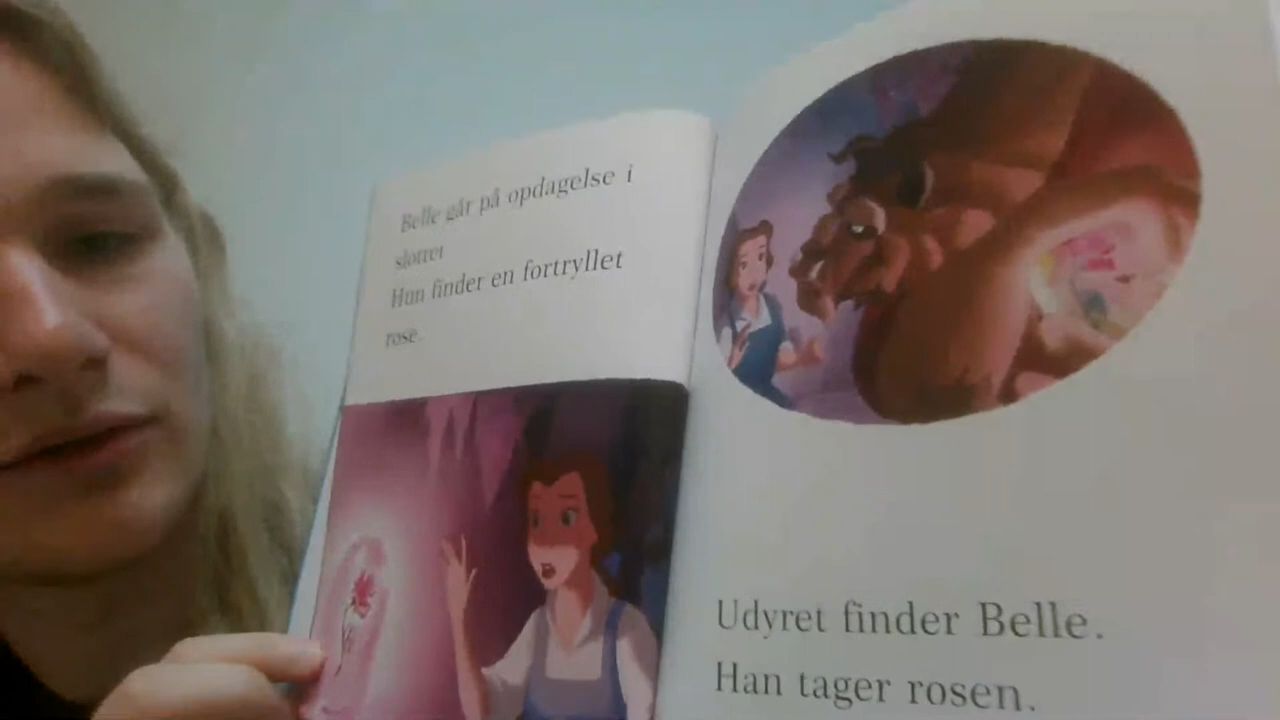 Belle går på opdagelse i
slottet
Hun finder en fortryllet
rose.
Udyret finder Belle.
Han tager rosen.